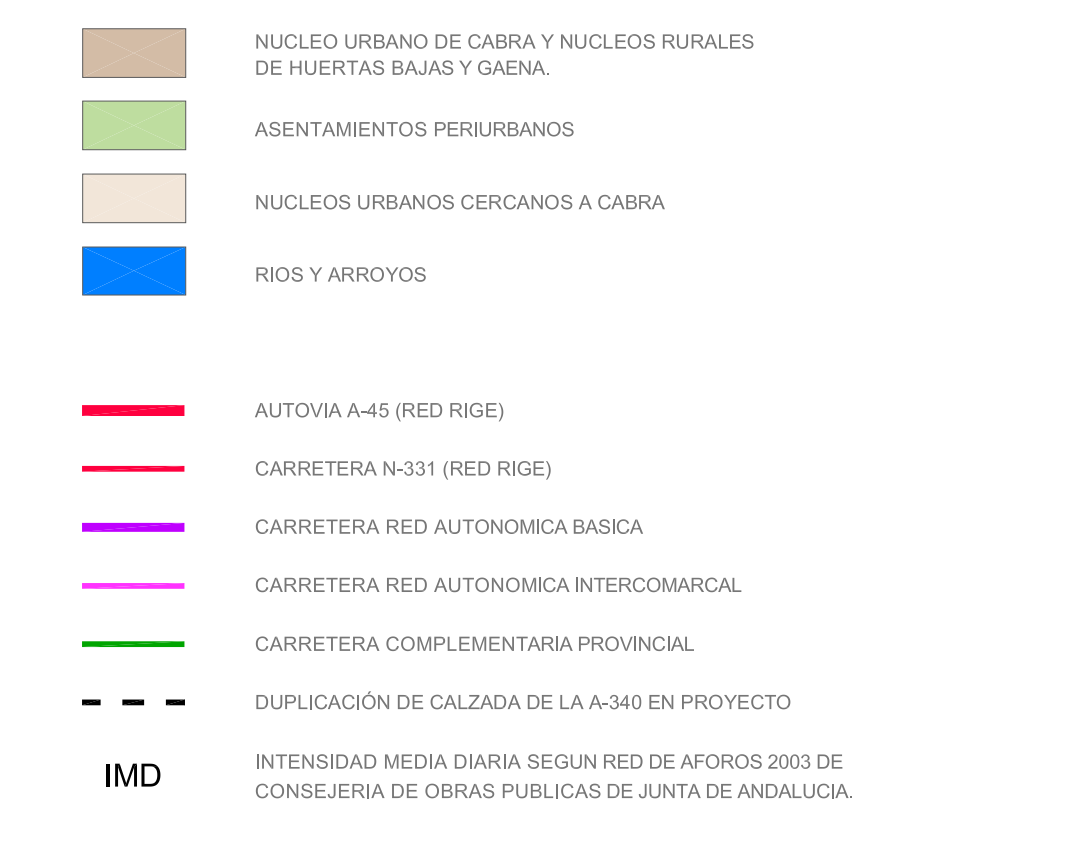 NUCLEO URBANO DE CABRA Y NUCLEOS RURALES
DE HUERTAS BAJAS Y GAENA.
ASENTAMIENTOS PERIURBANOS
NUCLEOS URBANOS CERCANOS A CABRA
RIOS Y ARROYOS
AUTOVIA A-45 (RED RIGE)
CARRETERA N-331 (RED RIGE)
CARRETERA RED AUTONOMICA BASICA
CARRETERA RED AUTONOMICA INTERCOMARCAL
CARRETERA COMPLEMENTARIA PROVINCIAL
DUPLICACIÓN DE CALZADA DE LA A-340 EN PROYECTO
IMD
INTENSIDAD MEDIA DIARIA SEGUN RED DE AFOROS 2003 DE
CONSEJERIA DE OBRAS PUBLICAS DE JUNTA DE ANDALUCIA.